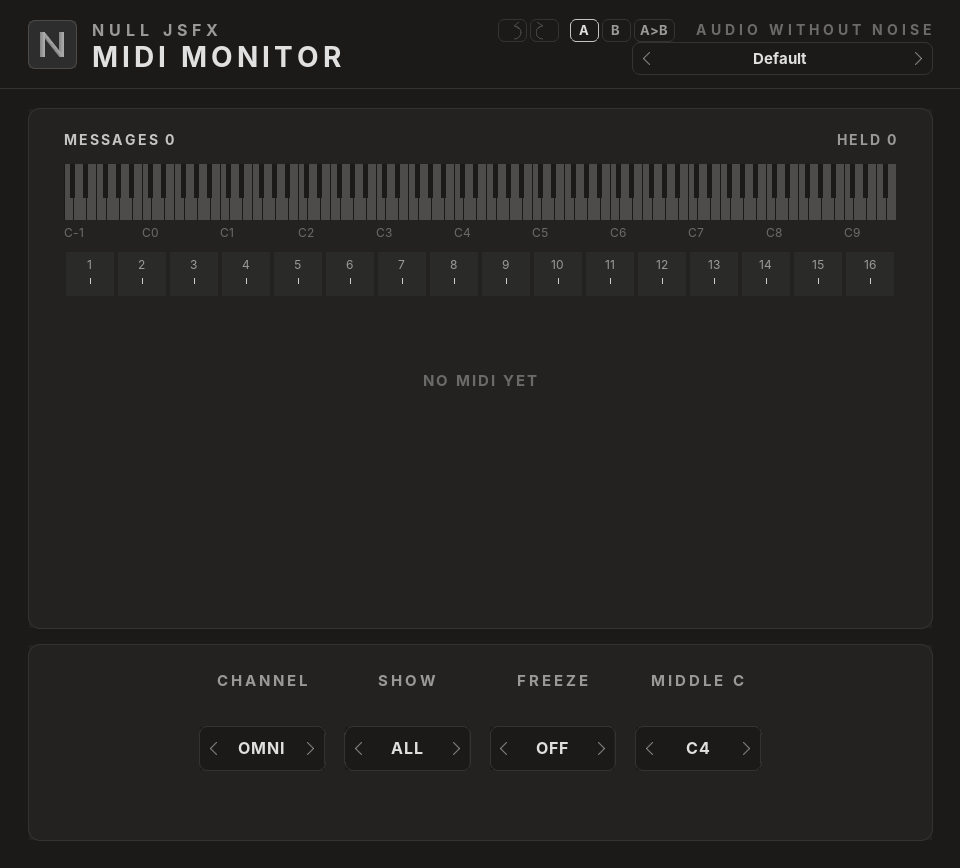 N
NULL JSFX
MIDI MONITOR
A B A>B
AUDIO WITHOUT NOISE
Default
MESSAGES 0
HELD 0
C-1 C0 C1 C2 C3 C4 C5 C6 C7 C8 C9
1 2 3 4 5 6 7 8 9 10 11 12 13 14 15 16
NO MIDI YET
CHANNEL SHOW FREEZE MIDDLE C
OMNI ALL OFF C4